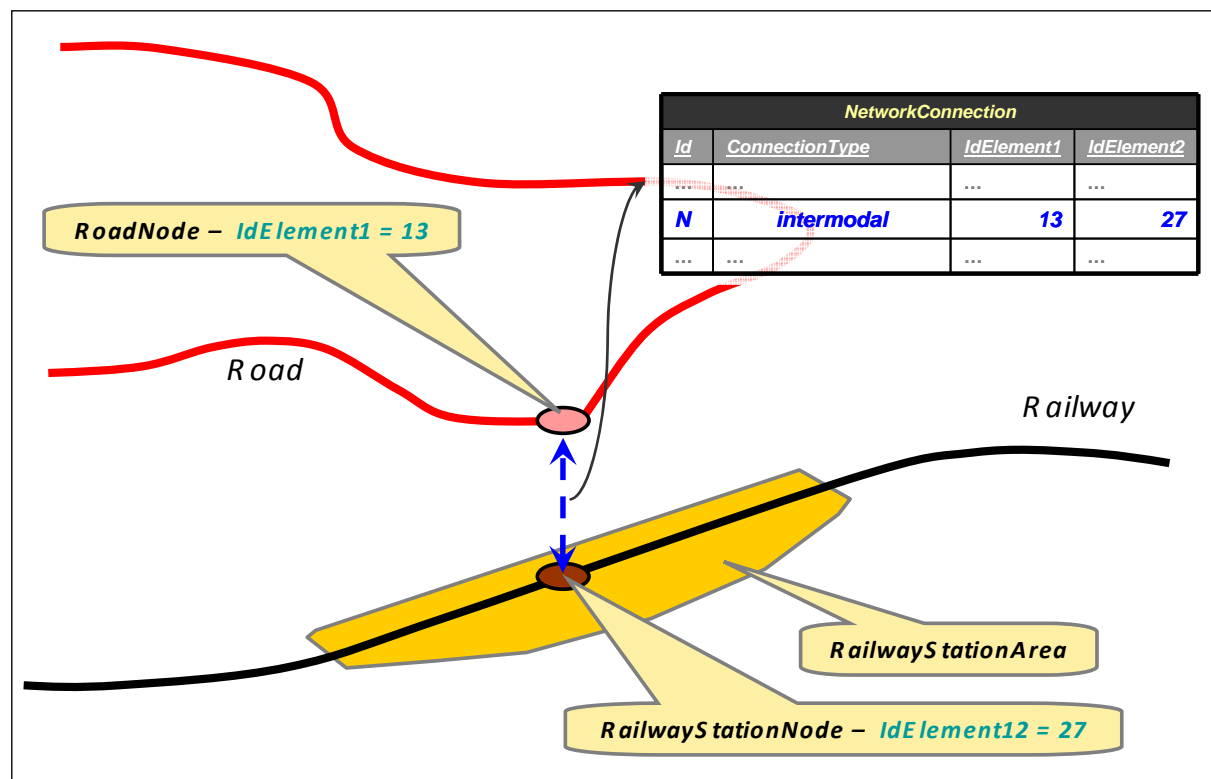 NetworkConnection
Id ConnectionType IdElement1 IdElement2
... ... ... ...
N intermodal 13 27
... ... ... ...
RoadNode – IdElement1 = 13
Road
Railway
RailwayStationArea
RailwayStationNode – IdElement12 = 27